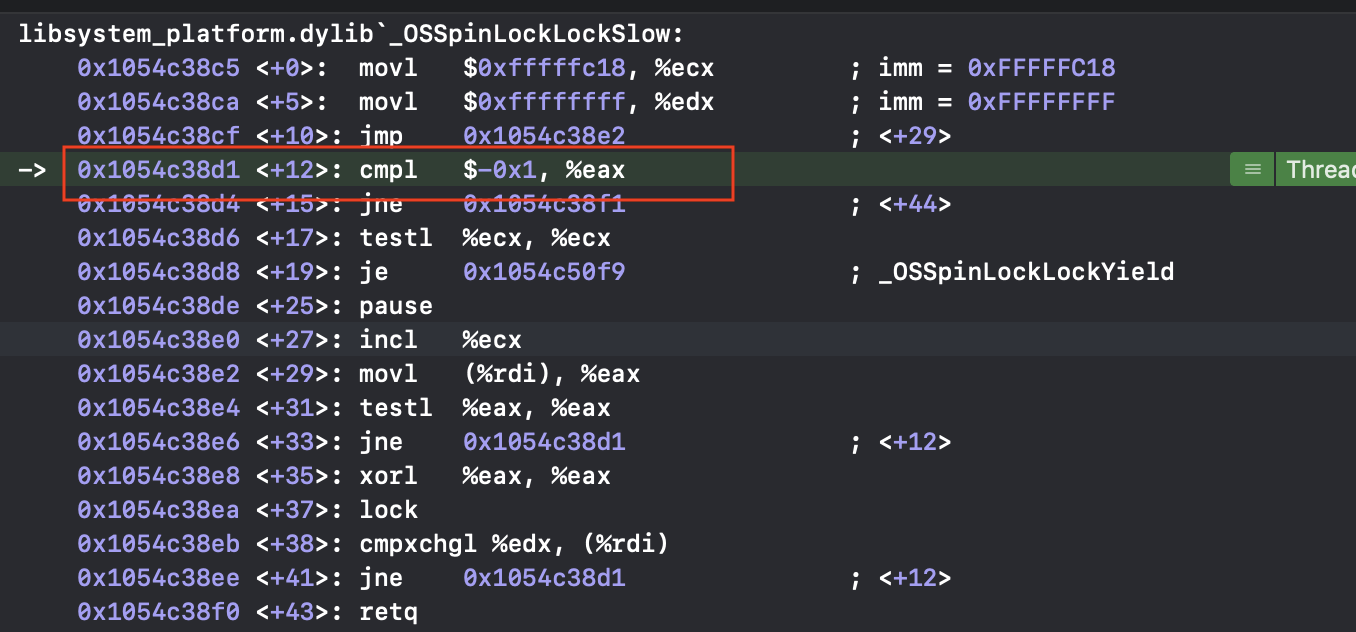 libsystem_platform.dylib`_OSSpinLockLockSlow:
0x1054c38c5 <+0>: movl $0xfffffc18, %ecx ; imm = 0xFFFFFC18
0x1054c38ca <+5>: movl $0xffffffff, %edx ; imm = 0xFFFFFFFF
0x1054c38cf <+10>: jmp 0x1054c38e2 ; <+29>
-> 0x1054c38d1 <+12>: cmpl $-0x1, %eax Threa
0x1054c38d4 <+15>: jne 0x1054c38f1 ; <+44>
0x1054c38d6 <+17>: testl %ecx, %ecx
0x1054c38d8 <+19>: je 0x1054c50f9 ; _OSSpinLockLockYield
0x1054c38de <+25>: pause
0x1054c38e0 <+27>: incl %ecx
0x1054c38e2 <+29>: movl (%rdi), %eax
0x1054c38e4 <+31>: testl %eax, %eax
0x1054c38e6 <+33>: jne 0x1054c38d1 ; <+12>
0x1054c38e8 <+35>: xorl %eax, %eax
0x1054c38ea <+37>: lock
0x1054c38eb <+38>: cmpxchgl %edx, (%rdi)
0x1054c38ee <+41>: jne 0x1054c38d1 ; <+12>
0x1054c38f0 <+43>: retq